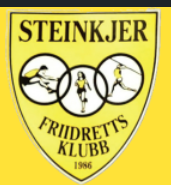 STEINKJER
FRIIDRETTS
KLUBB
1986